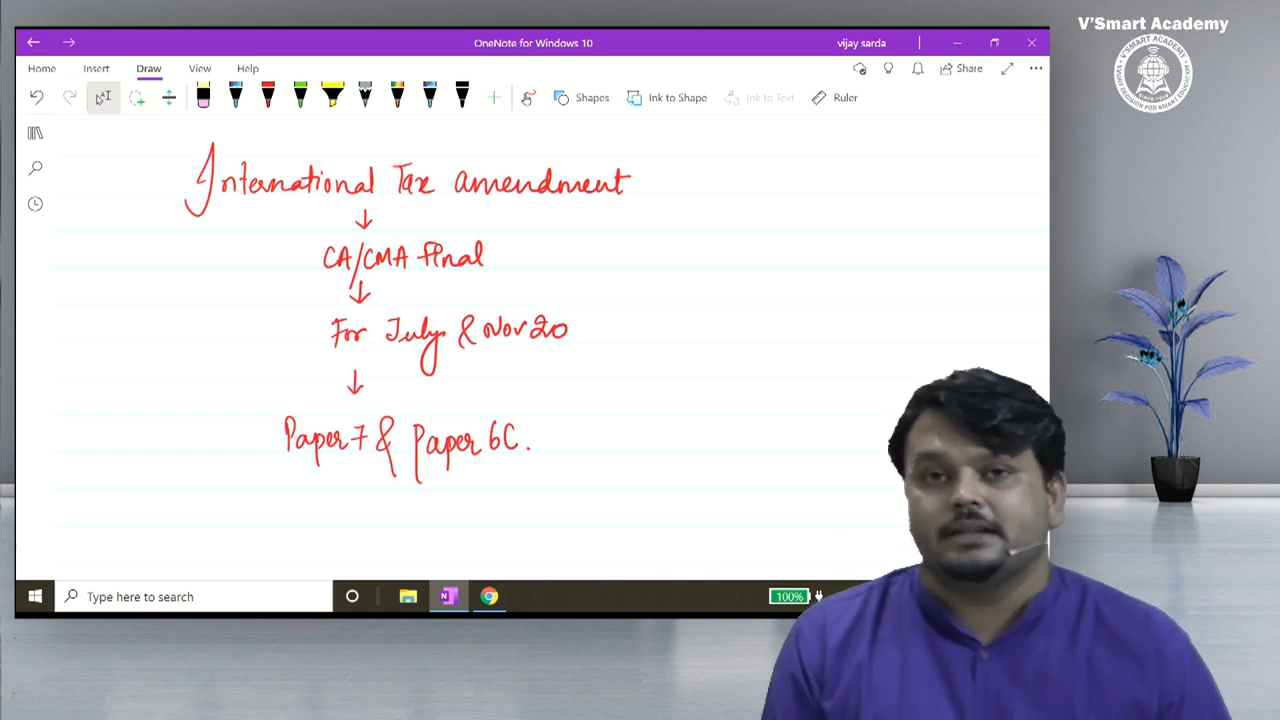 V'Smart Academy
OneNote for Windows 10
vijay sarda
Home Insert Draw View Help
Share
Shapes Ink to Shape Ink to Text Ruler
International Tax amendment
CA/CMA final
For July & Nov 20
Paper 7 & Paper 6C.
Type here to search
100%